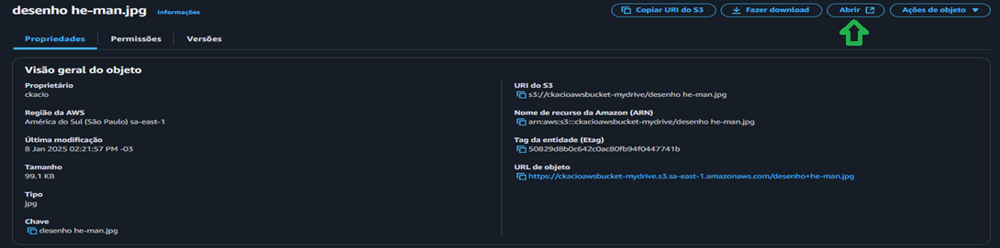 desenho he-man.jpg Informações
Copiar URI do S3 Fazer download Abrir Ações de objeto
Propriedades Permissões Versões
Visão geral do objeto
Proprietário
ckacio
Região da AWS
América do Sul (São Paulo) sa-east-1
Última modificação
8 Jan 2025 02:21:57 PM -03
Tamanho
99.1 KB
Tipo
jpg
Chave
desenho he-man.jpg
URI do S3
s3://ckacioawsbucket-mydrive/desenho he-man.jpg
Nome de recurso da Amazon (ARN)
arn:aws:s3:::ckacioawsbucket-mydrive/desenho he-man.jpg
Tag da entidade (Etag)
50829d8b0c642c0ac80fb94f0447741b
URL de objeto
https://ckacioawsbucket-mydrive.s3.sa-east-1.amazonaws.com/desenho+he-man.jpg